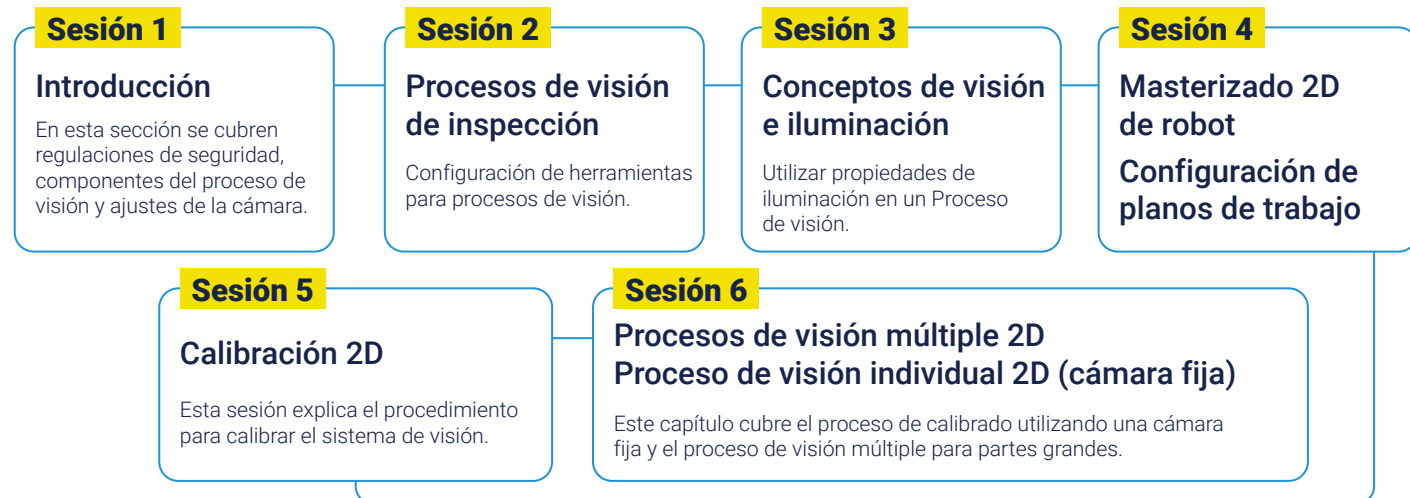 Sesión 1
Introducción
En esta sección se cubren
regulaciones de seguridad,
componentes del proceso de
visión y ajustes de la cámara.
Sesión 2
Procesos de visión
de inspección
Configuración de herramientas
para procesos de visión.
Sesión 3
Conceptos de visión
e iluminación
Utilizar propiedades de
iluminación en un Proceso
de visión.
Sesión 4
Masterizado 2D
de robot
Configuración de
planos de trabajo
Sesión 5
Calibración 2D
Esta sesión explica el procedimiento
para calibrar el sistema de visión.
Sesión 6
Procesos de visión múltiple 2D
Proceso de visión individual 2D (cámara fija)
Este capítulo cubre el proceso de calibrado utilizando una cámara
fija y el proceso de visión múltiple para partes grandes.